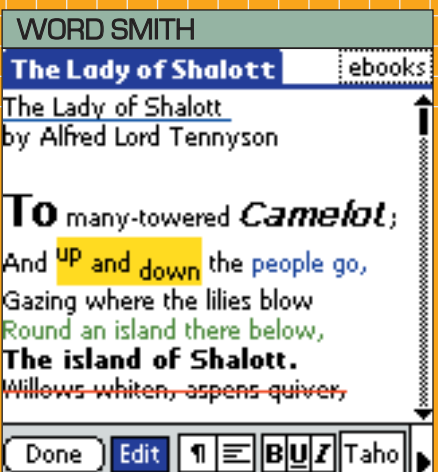 WORD SMITH
The Lady of Shalott ebooks
The Lady of Shalott
by Alfred Lord Tennyson
To many-towered Camelot;
And up and down the people go,
Gazing where the lilies blow
Round an island there below,
The island of Shalott.
Willows whiten, aspens quiver,
Done Edit ¶ B U I Taho